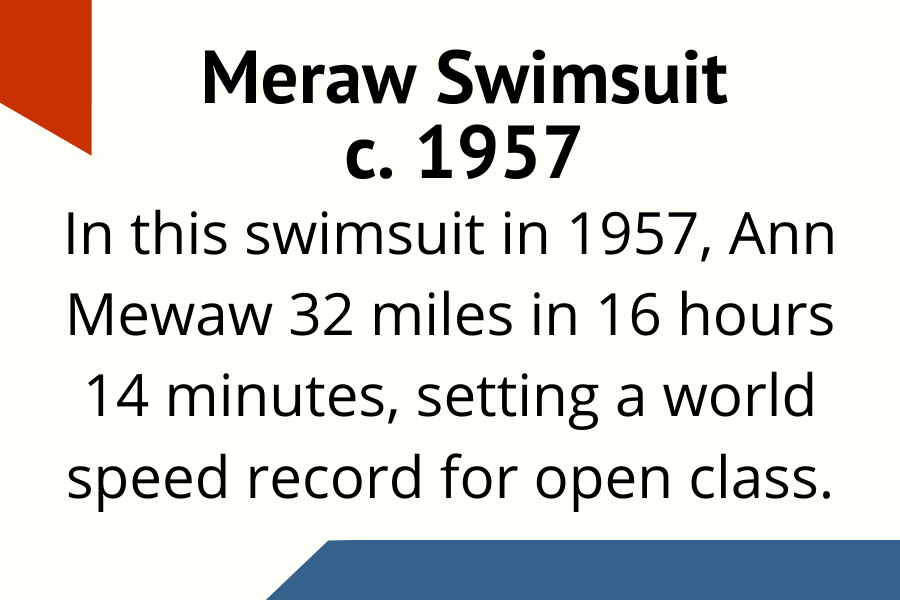 Meraw Swimsuit
c. 1957
In this swimsuit in 1957, Ann
Mewaw 32 miles in 16 hours
14 minutes, setting a world
speed record for open class.